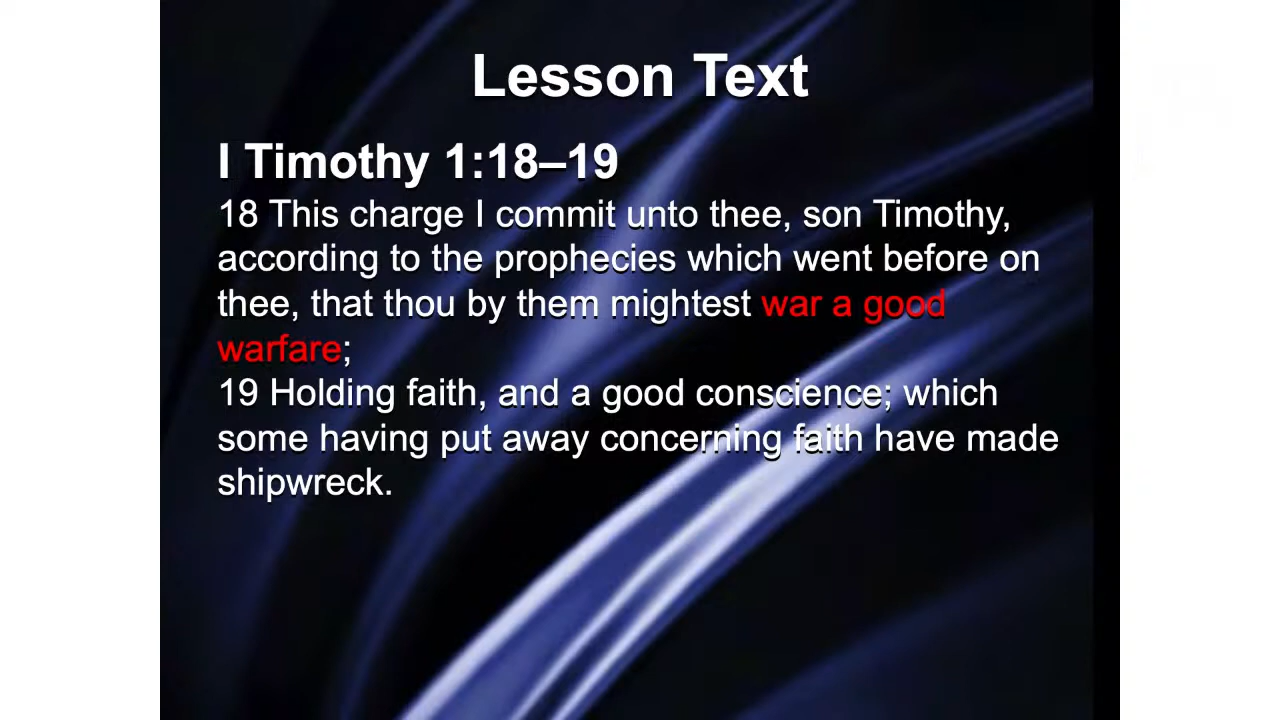 Lesson Text
I Timothy 1:18–19
18 This charge I commit unto thee, son Timothy,
according to the prophecies which went before on
thee, that thou by them mightest war a good
warfare;
19 Holding faith, and a good conscience; which
some having put away concerning faith have made
shipwreck.